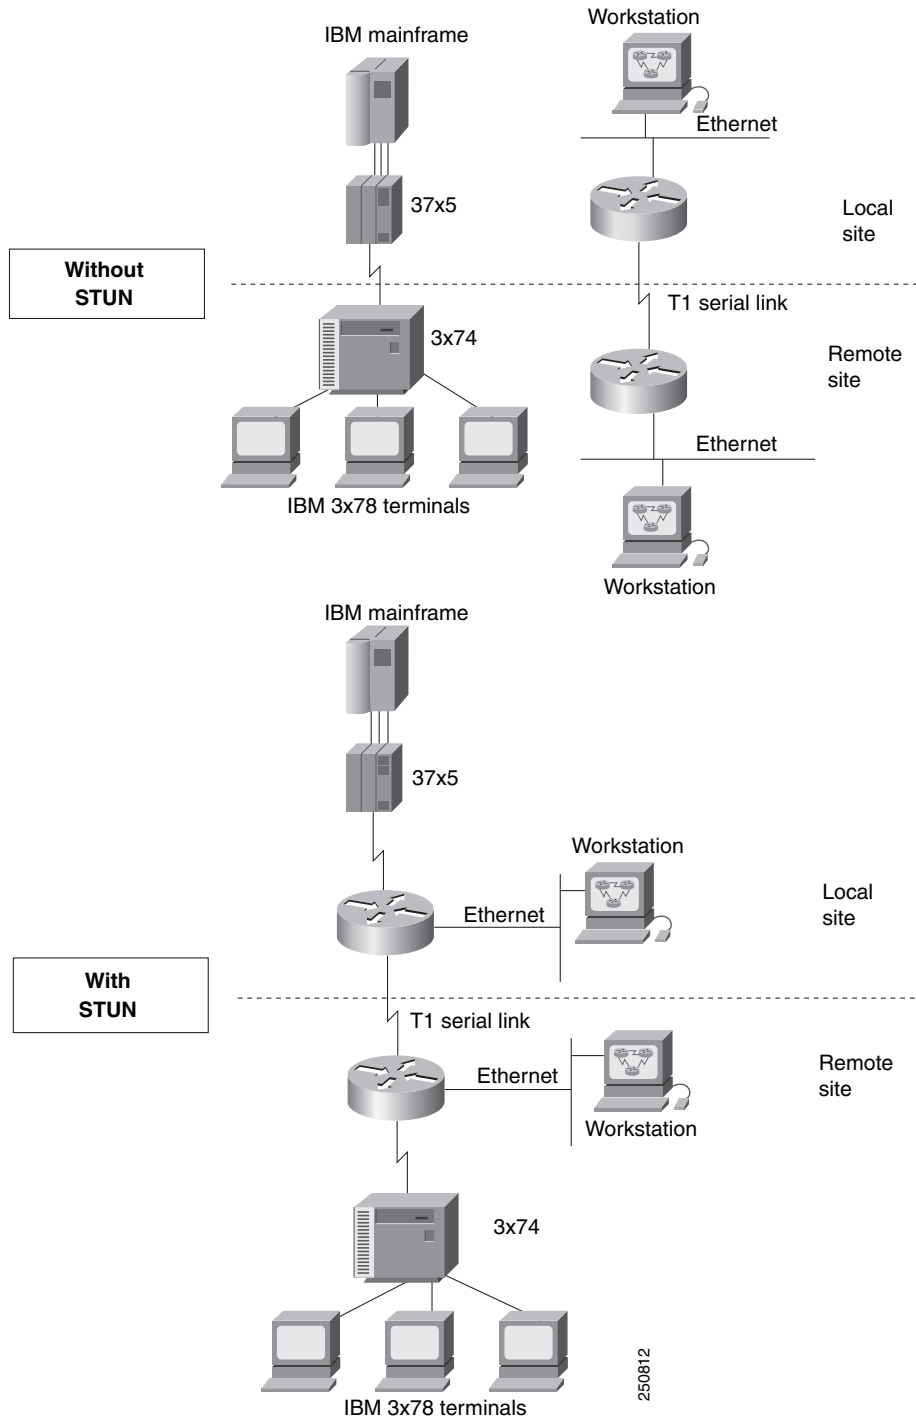 Workstation
IBM mainframe
Ethernet
37x5
Local
site
Without
STUN
T1 serial link
3x74
Remote
site
Ethernet
IBM 3x78 terminals
Workstation
IBM mainframe
37x5
Workstation
Ethernet
Local
site
With
STUN
T1 serial link
Ethernet
Remote
site
Workstation
3x74
250812
IBM 3x78 terminals